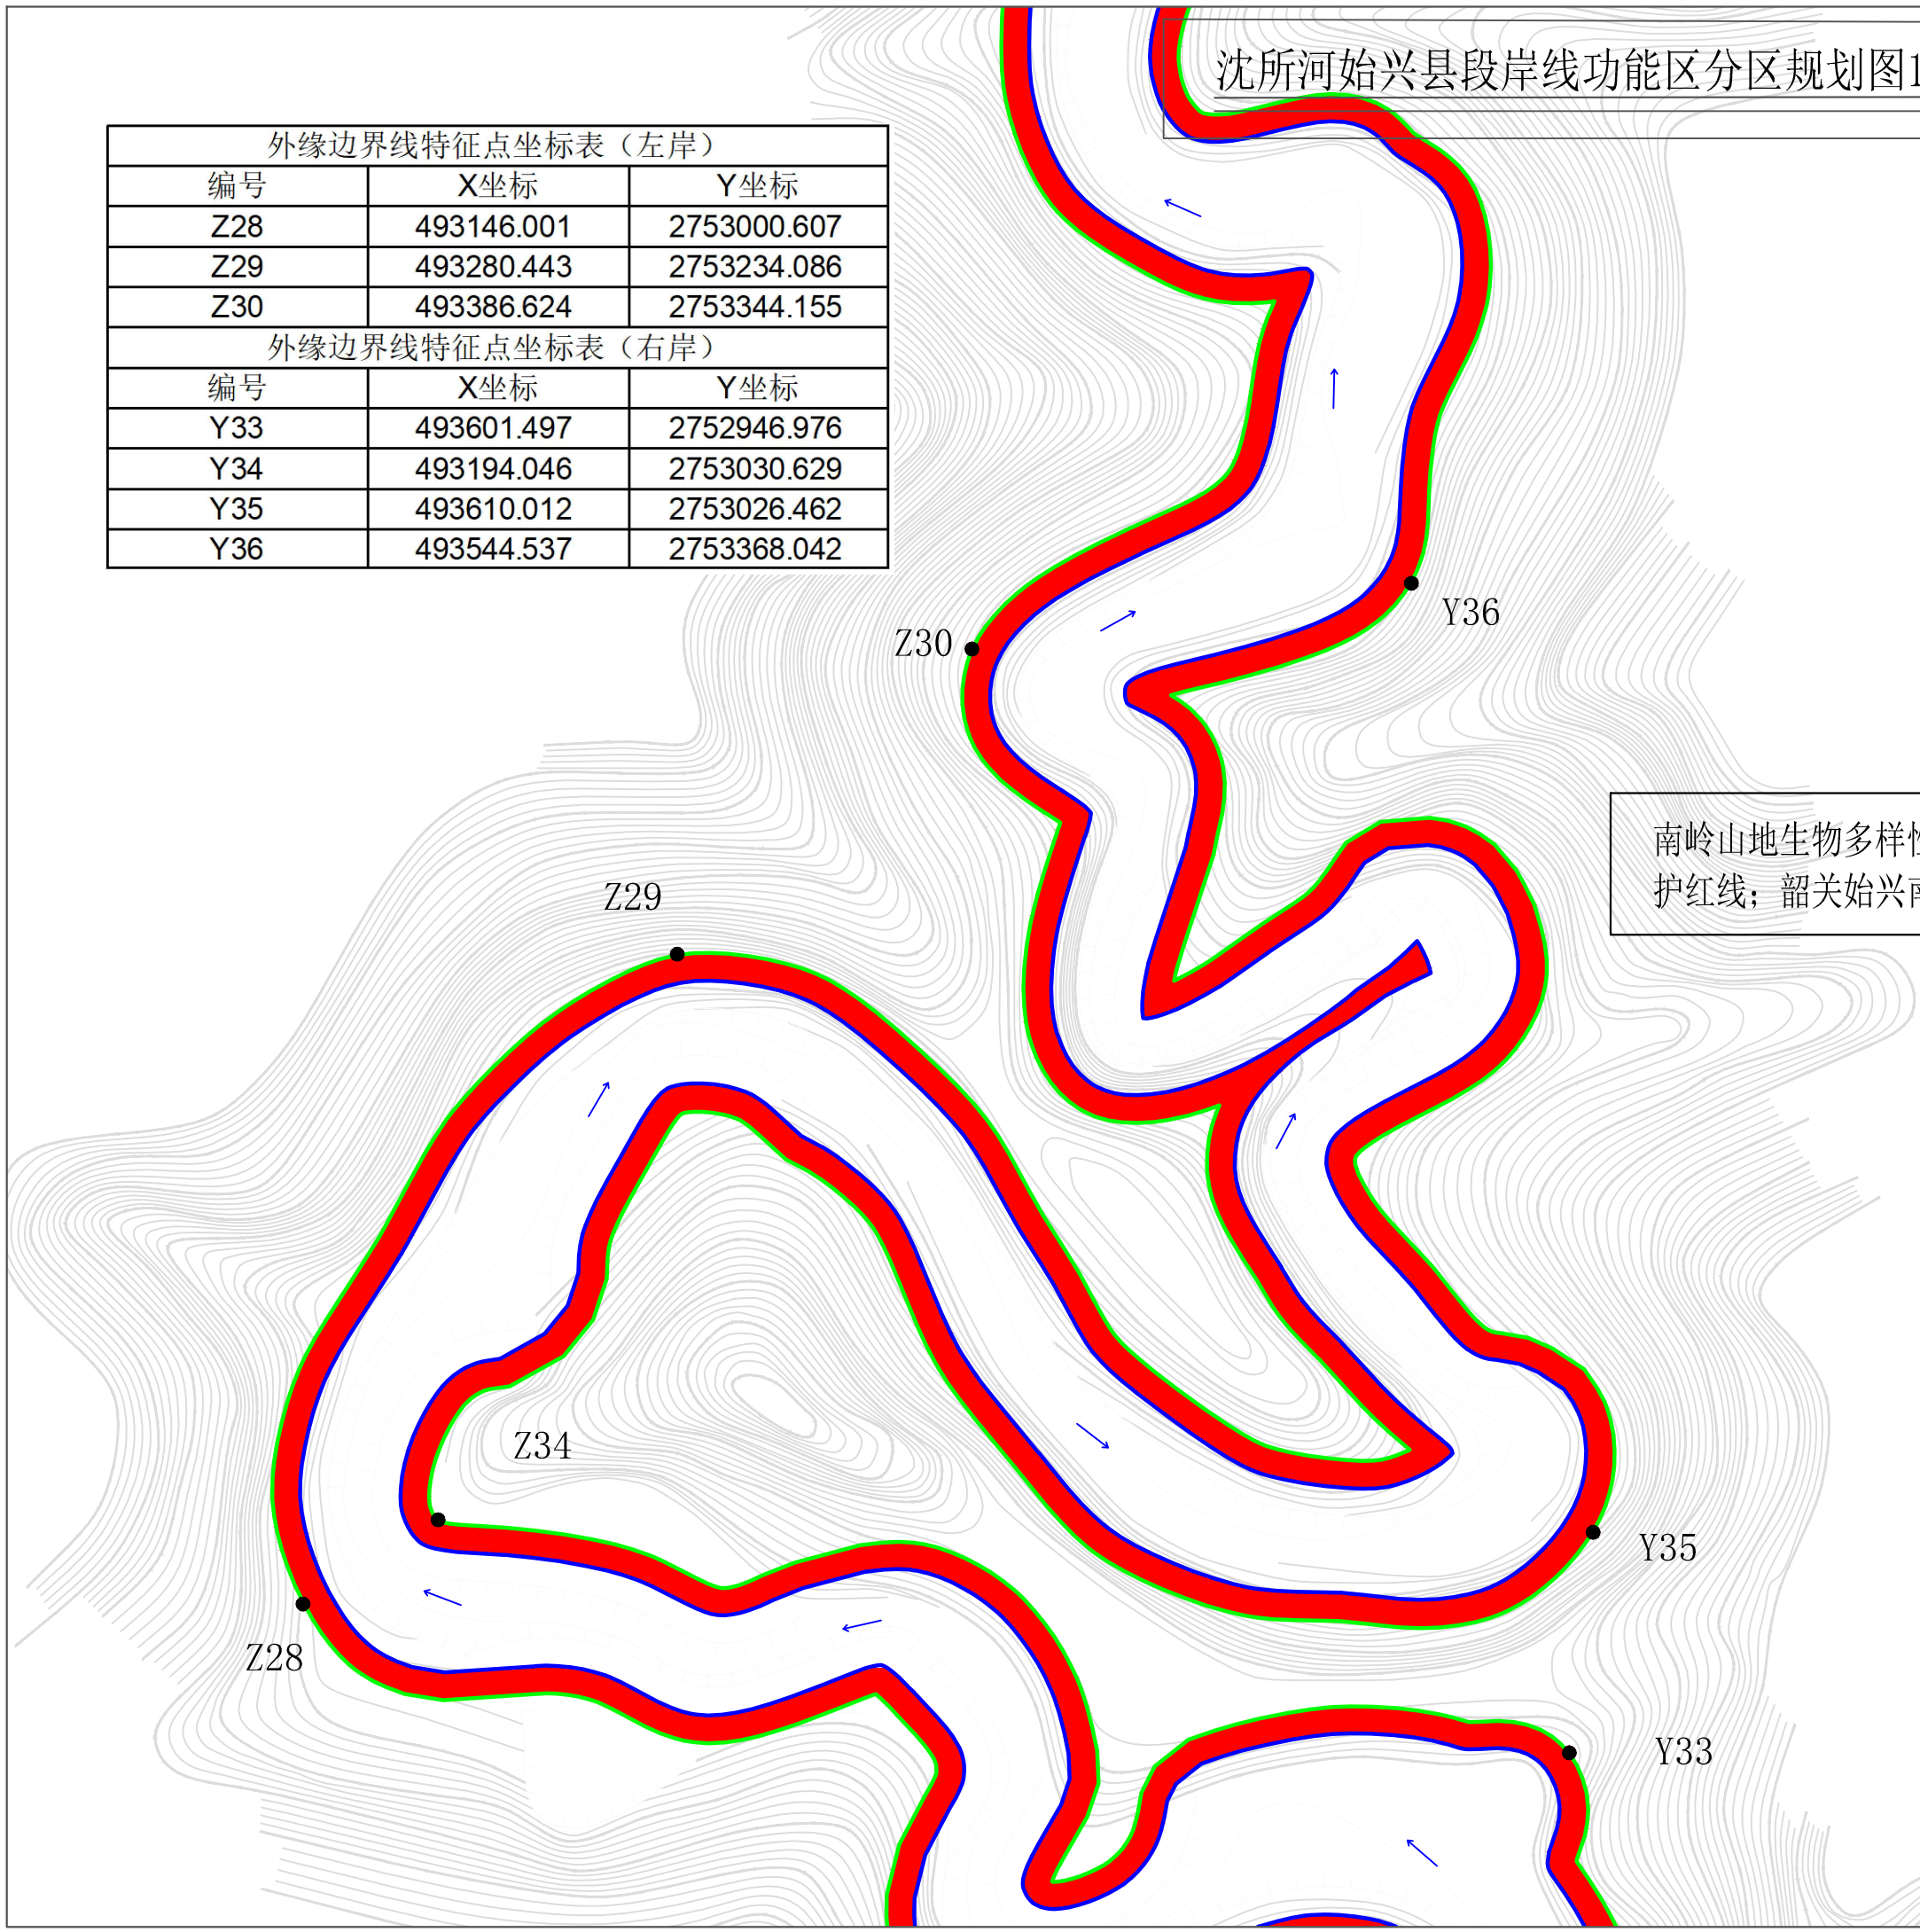 沈所河始兴县段岸线功能区分区规划图1
外缘边界线特征点坐标表（左岸）
编号 X坐标 Y坐标
Z28 493146.001 2753000.607
Z29 493280.443 2753234.086
Z30 493386.624 2753344.155
外缘边界线特征点坐标表（右岸）
编号 X坐标 Y坐标
Y33 493601.497 2752946.976
Y34 493194.046 2753030.629
Y35 493610.012 2753026.462
Y36 493544.537 2753368.042
Y36
Z30
南岭山地生物多样性
护红线；韶关始兴南
Z29
Z34
Y35
Z28
Y33